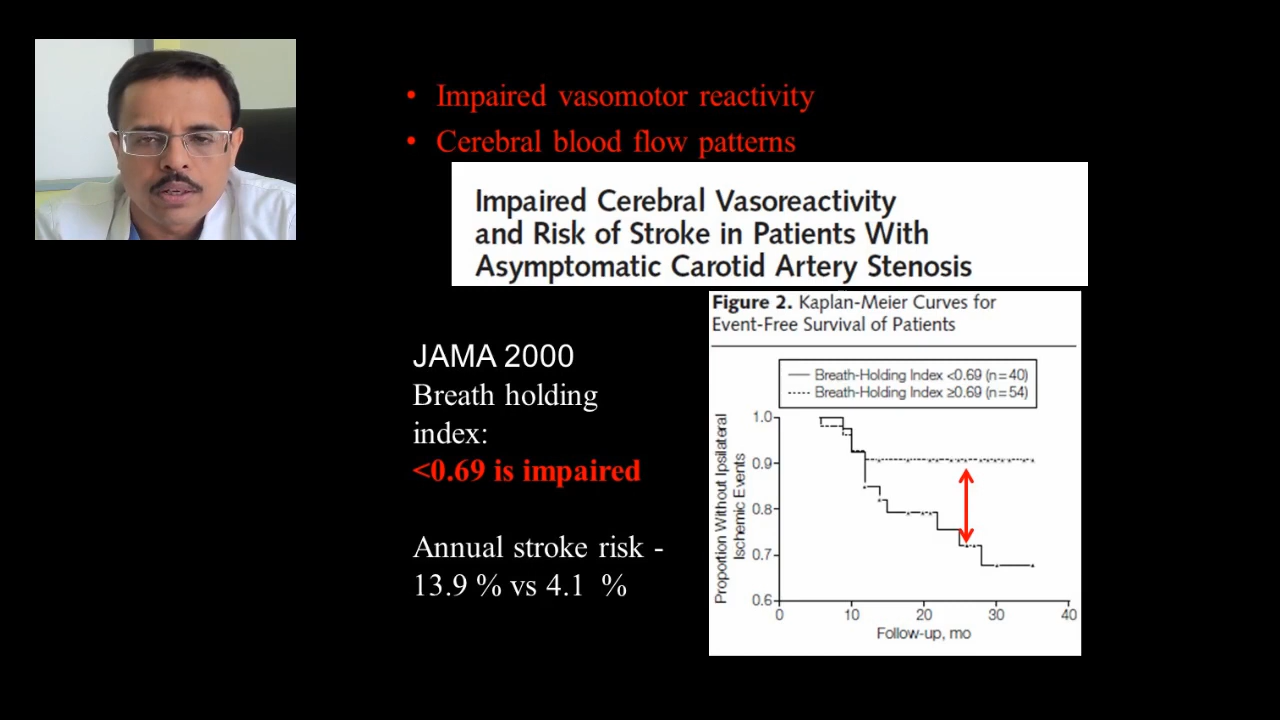 • Impaired vasomotor reactivity
• Cerebral blood flow patterns
Impaired Cerebral Vasoreactivity
and Risk of Stroke in Patients With
Asymptomatic Carotid Artery Stenosis
JAMA 2000
Breath holding
index:
<0.69 is impaired
Annual stroke risk -
13.9 % vs 4.1 %
Figure 2. Kaplan-Meier Curves for
Event-Free Survival of Patients
Breath-Holding Index <0.69 (n=40)
Breath-Holding Index ≥0.69 (n=54)
Proportion Without Ipsilateral
Ischemic Events
1.0
0.9
0.8
0.7
0.6
0 10 20 30 40
Follow-up, mo